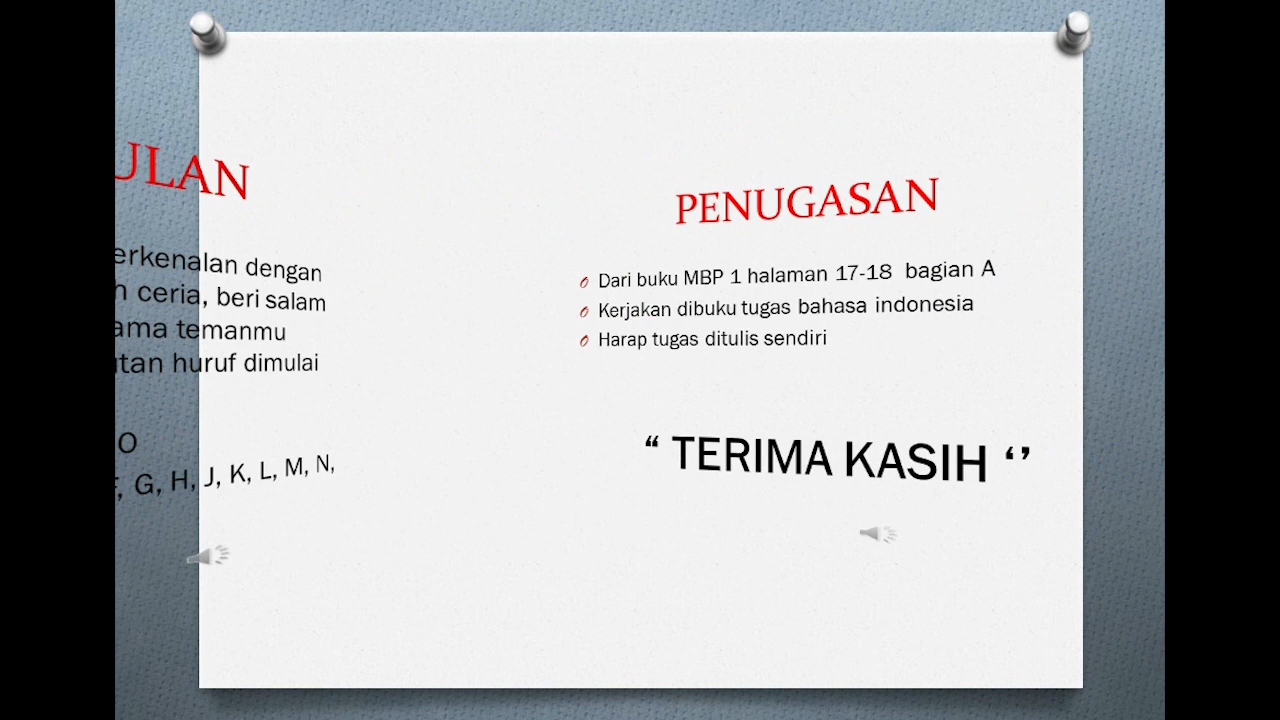 ULAN
erkenalan dengan
ceria, beri salam
ama temanmu
utan huruf dimulai
O
G, H, J, K, L, M, N,
PENUGASAN
Dari buku MBP 1 halaman 17-18 bagian A
Kerjakan dibuku tugas bahasa indonesia
Harap tugas ditulis sendiri
“ TERIMA KASIH ‘’